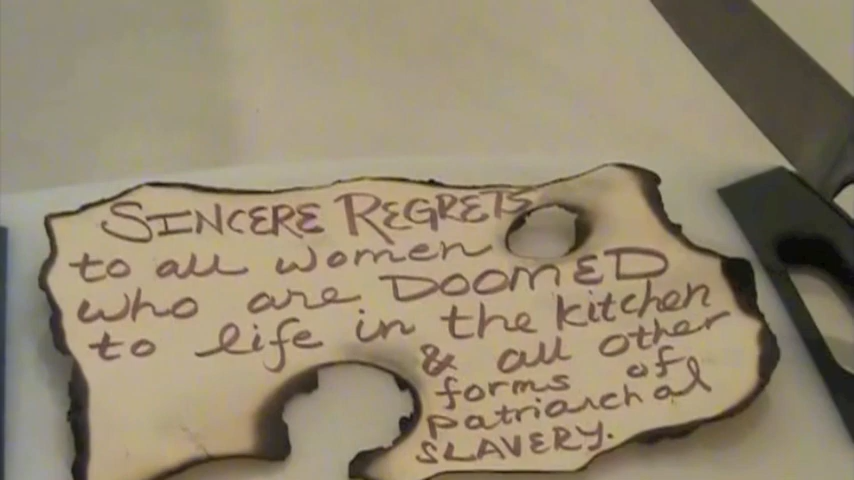 SINCERE REGRETS
to all women
who are DOOMED
to life in the kitchen
& all other
forms of
patriarchal
SLAVERY.